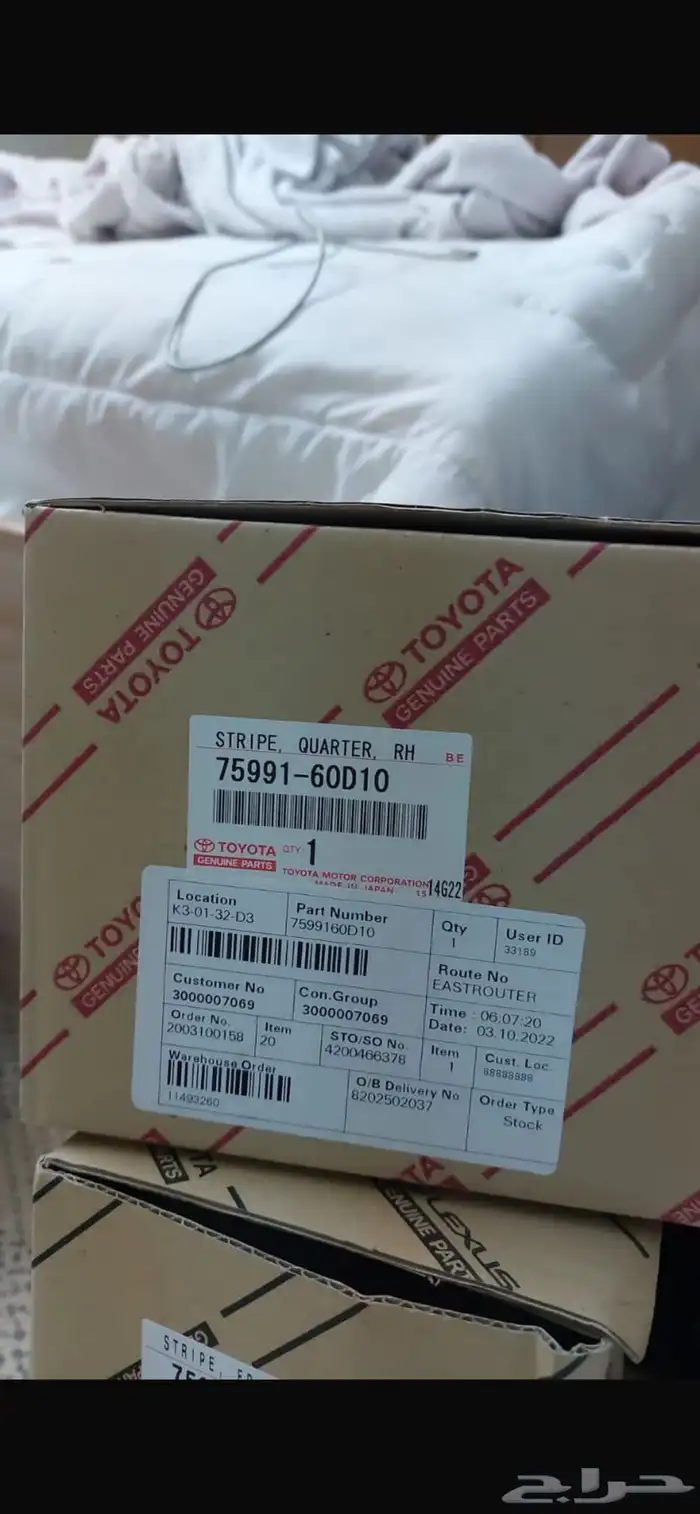 GENUINE PARTS
TOYOTA
TOYOTA
GENUINE PARTS
STRIPE, QUARTER, RH BE
75991-60D10
TOYOTA QTY 1
GENUINE PARTS
TOYOTA MOTOR CORPORATION
MADE IN JAPAN 15 14G22
Location
K3-01-32-D3
Part Number
7599160D10
Qty
1
User ID
33189
Route No
EASTROUTER
Customer No
3000007069
Con.Group
3000007069
Time : 06:07:20
Date: 03.10.2022
Order No.
2003100158
Item
20
STO/SO No.
4200466378
Item
1
Cust. Loc.
88888888
Warehouse Order
11493260
O/B Delivery No
8202502037
Order Type
Stock
LEXUS
STRIPE,
حراج